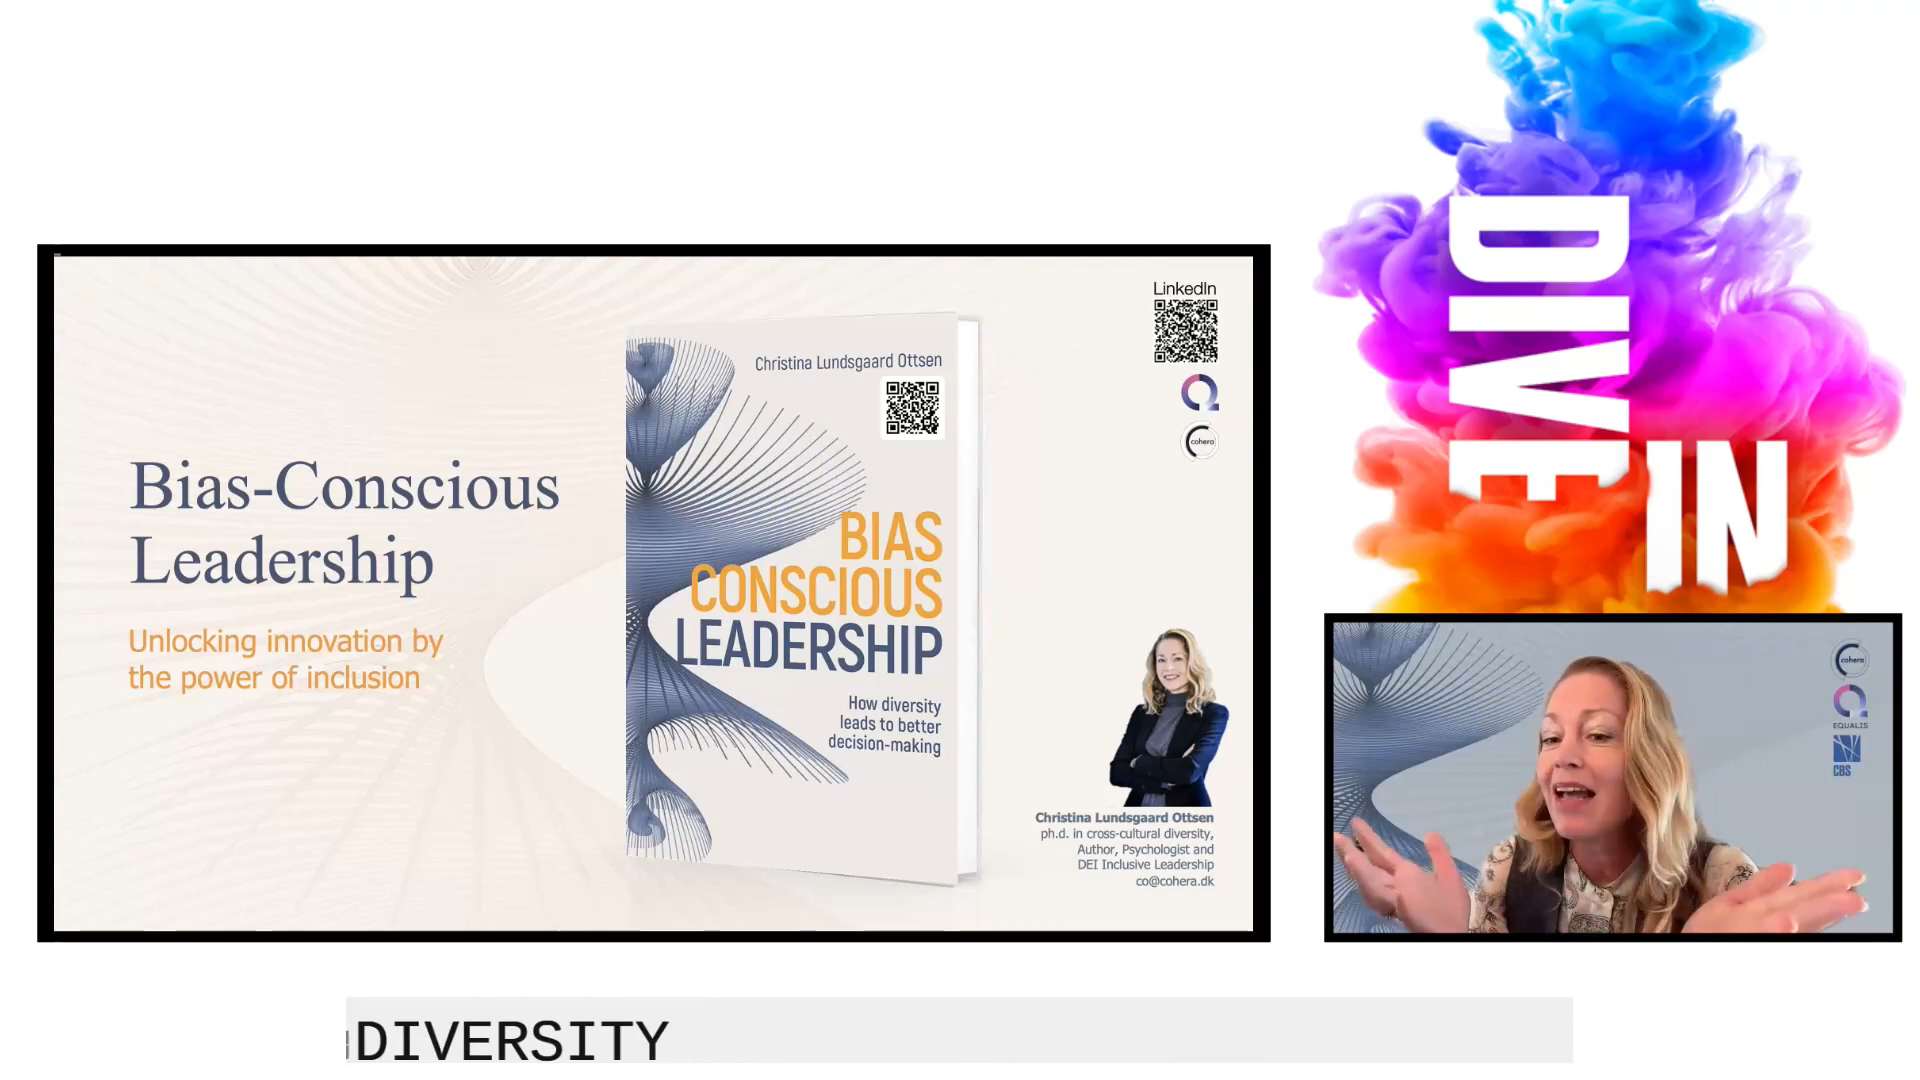 Bias-Conscious
Leadership
Unlocking innovation by
the power of inclusion
Christina Lundsgaard Ottsen
BIAS
CONSCIOUS
LEADERSHIP
How diversity
leads to better
decision-making
LinkedIn
cohera
Christina Lundsgaard Ottsen
ph.d. in cross-cultural diversity,
Author, Psychologist and
DEI Inclusive Leadership
co@cohera.dk
DIVE
IN
cohera
EQUALIS
CBS
DIVERSITY